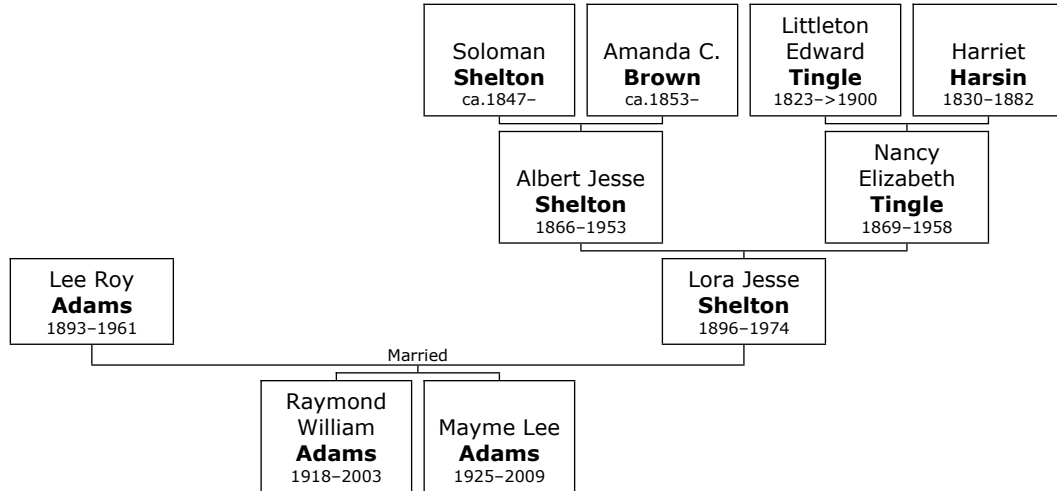 Soloman
Shelton
ca.1847–
Amanda C.
Brown
ca.1853–
Littleton
Edward
Tingle
1823–>1900
Harriet
Harsin
1830–1882
Albert Jesse
Shelton
1866–1953
Nancy
Elizabeth
Tingle
1869–1958
Lee Roy
Adams
1893–1961
Lora Jesse
Shelton
1896–1974
Married
Raymond
William
Adams
1918–2003
Mayme Lee
Adams
1925–2009